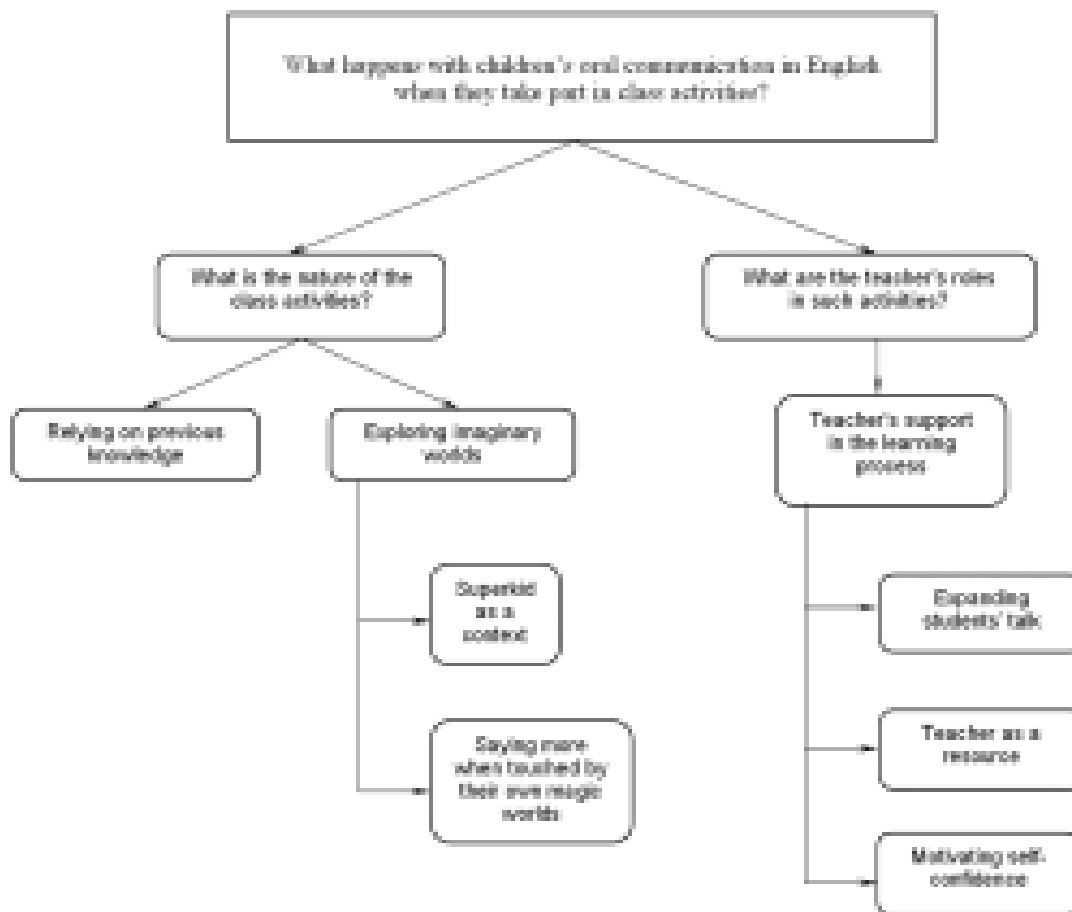 What happens with children's oral communication in English
when they take part in class activities?
What is the nature of the
class activities?
What are the teacher's roles
in such activities?
Relying on previous
knowledge
Exploring imaginary
worlds
Teacher's support
in the learning
process
Superkid
as a
context
Saying more
when touched by
their own magic
worlds
Expanding
students' talk
Teacher as a
resource
Motivating self-
confidence